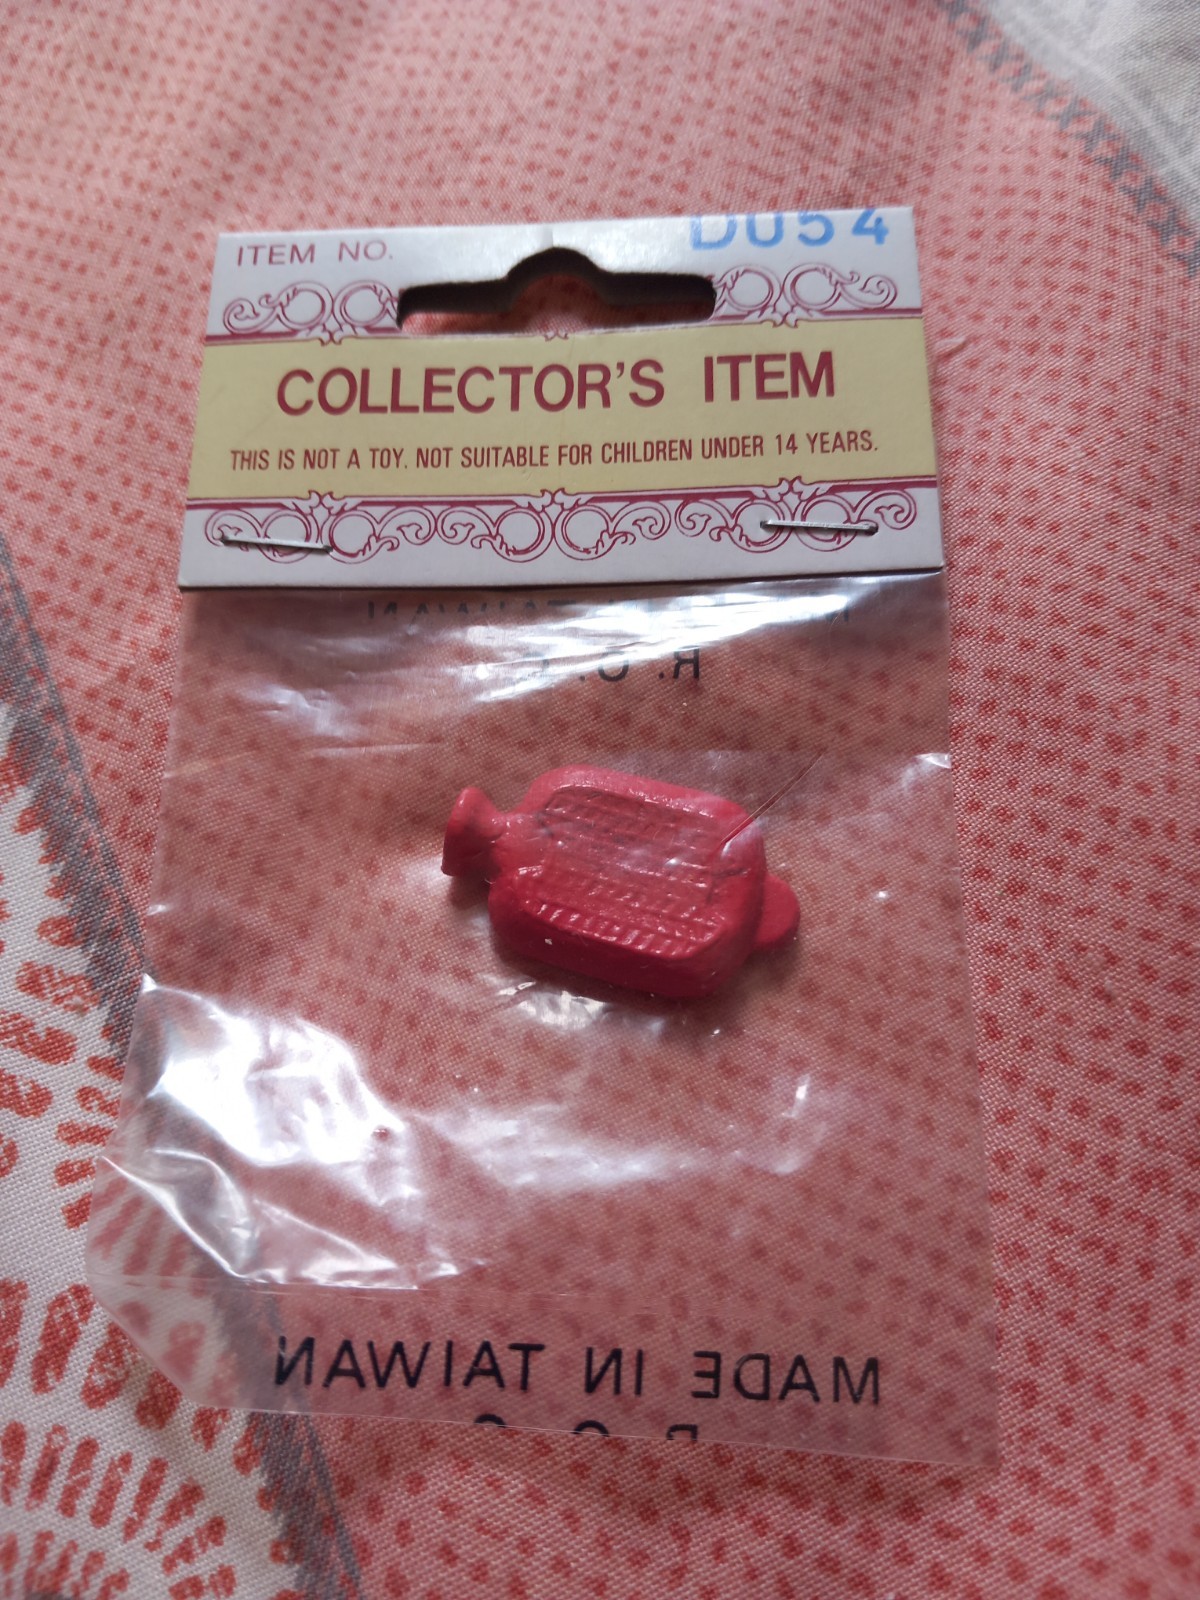 ITEM NO. D054
COLLECTOR'S ITEM
THIS IS NOT A TOY. NOT SUITABLE FOR CHILDREN UNDER 14 YEARS.
TAIWAN
R. O.
MADE IN TAIWAN
R. O. C